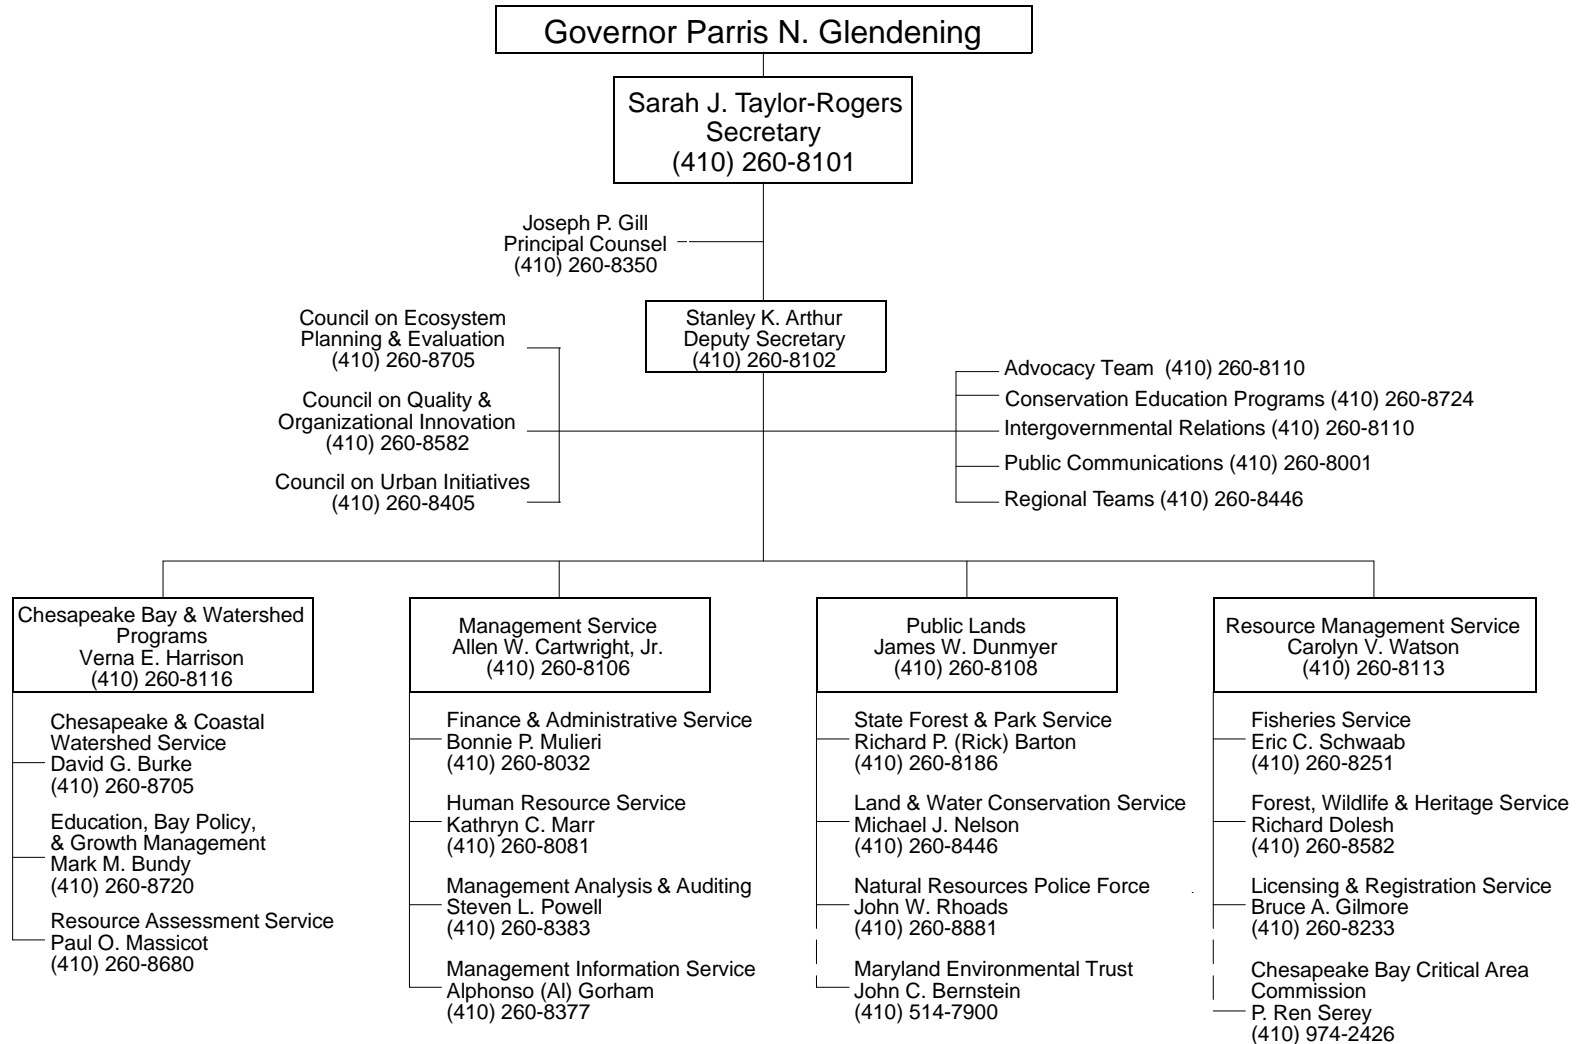 Governor Parris N. Glendening
Sarah J. Taylor-Rogers
Secretary
(410) 260-8101
Joseph P. Gill
Principal Counsel
(410) 260-8350
Stanley K. Arthur
Deputy Secretary
(410) 260-8102
Council on Ecosystem
Planning & Evaluation
(410) 260-8705
Council on Quality &
Organizational Innovation
(410) 260-8582
Council on Urban Initiatives
(410) 260-8405
Advocacy Team (410) 260-8110
Conservation Education Programs (410) 260-8724
Intergovernmental Relations (410) 260-8110
Public Communications (410) 260-8001
Regional Teams (410) 260-8446
Chesapeake Bay & Watershed
Programs
Verna E. Harrison
(410) 260-8116
Chesapeake & Coastal
Watershed Service
David G. Burke
(410) 260-8705
Education, Bay Policy,
& Growth Management
Mark M. Bundy
(410) 260-8720
Resource Assessment Service
Paul O. Massicot
(410) 260-8680
Management Service
Allen W. Cartwright, Jr.
(410) 260-8106
Finance & Administrative Service
Bonnie P. Mulieri
(410) 260-8032
Human Resource Service
Kathryn C. Marr
(410) 260-8081
Management Analysis & Auditing
Steven L. Powell
(410) 260-8383
Management Information Service
Alphonso (Al) Gorham
(410) 260-8377
Public Lands
James W. Dunmyer
(410) 260-8108
State Forest & Park Service
Richard P. (Rick) Barton
(410) 260-8186
Land & Water Conservation Service
Michael J. Nelson
(410) 260-8446
Natural Resources Police Force
John W. Rhoads
(410) 260-8881
Maryland Environmental Trust
John C. Bernstein
(410) 514-7900
Resource Management Service
Carolyn V. Watson
(410) 260-8113
Fisheries Service
Eric C. Schwaab
(410) 260-8251
Forest, Wildlife & Heritage Service
Richard Dolesh
(410) 260-8582
Licensing & Registration Service
Bruce A. Gilmore
(410) 260-8233
Chesapeake Bay Critical Area
Commission
P. Ren Serey
(410) 974-2426